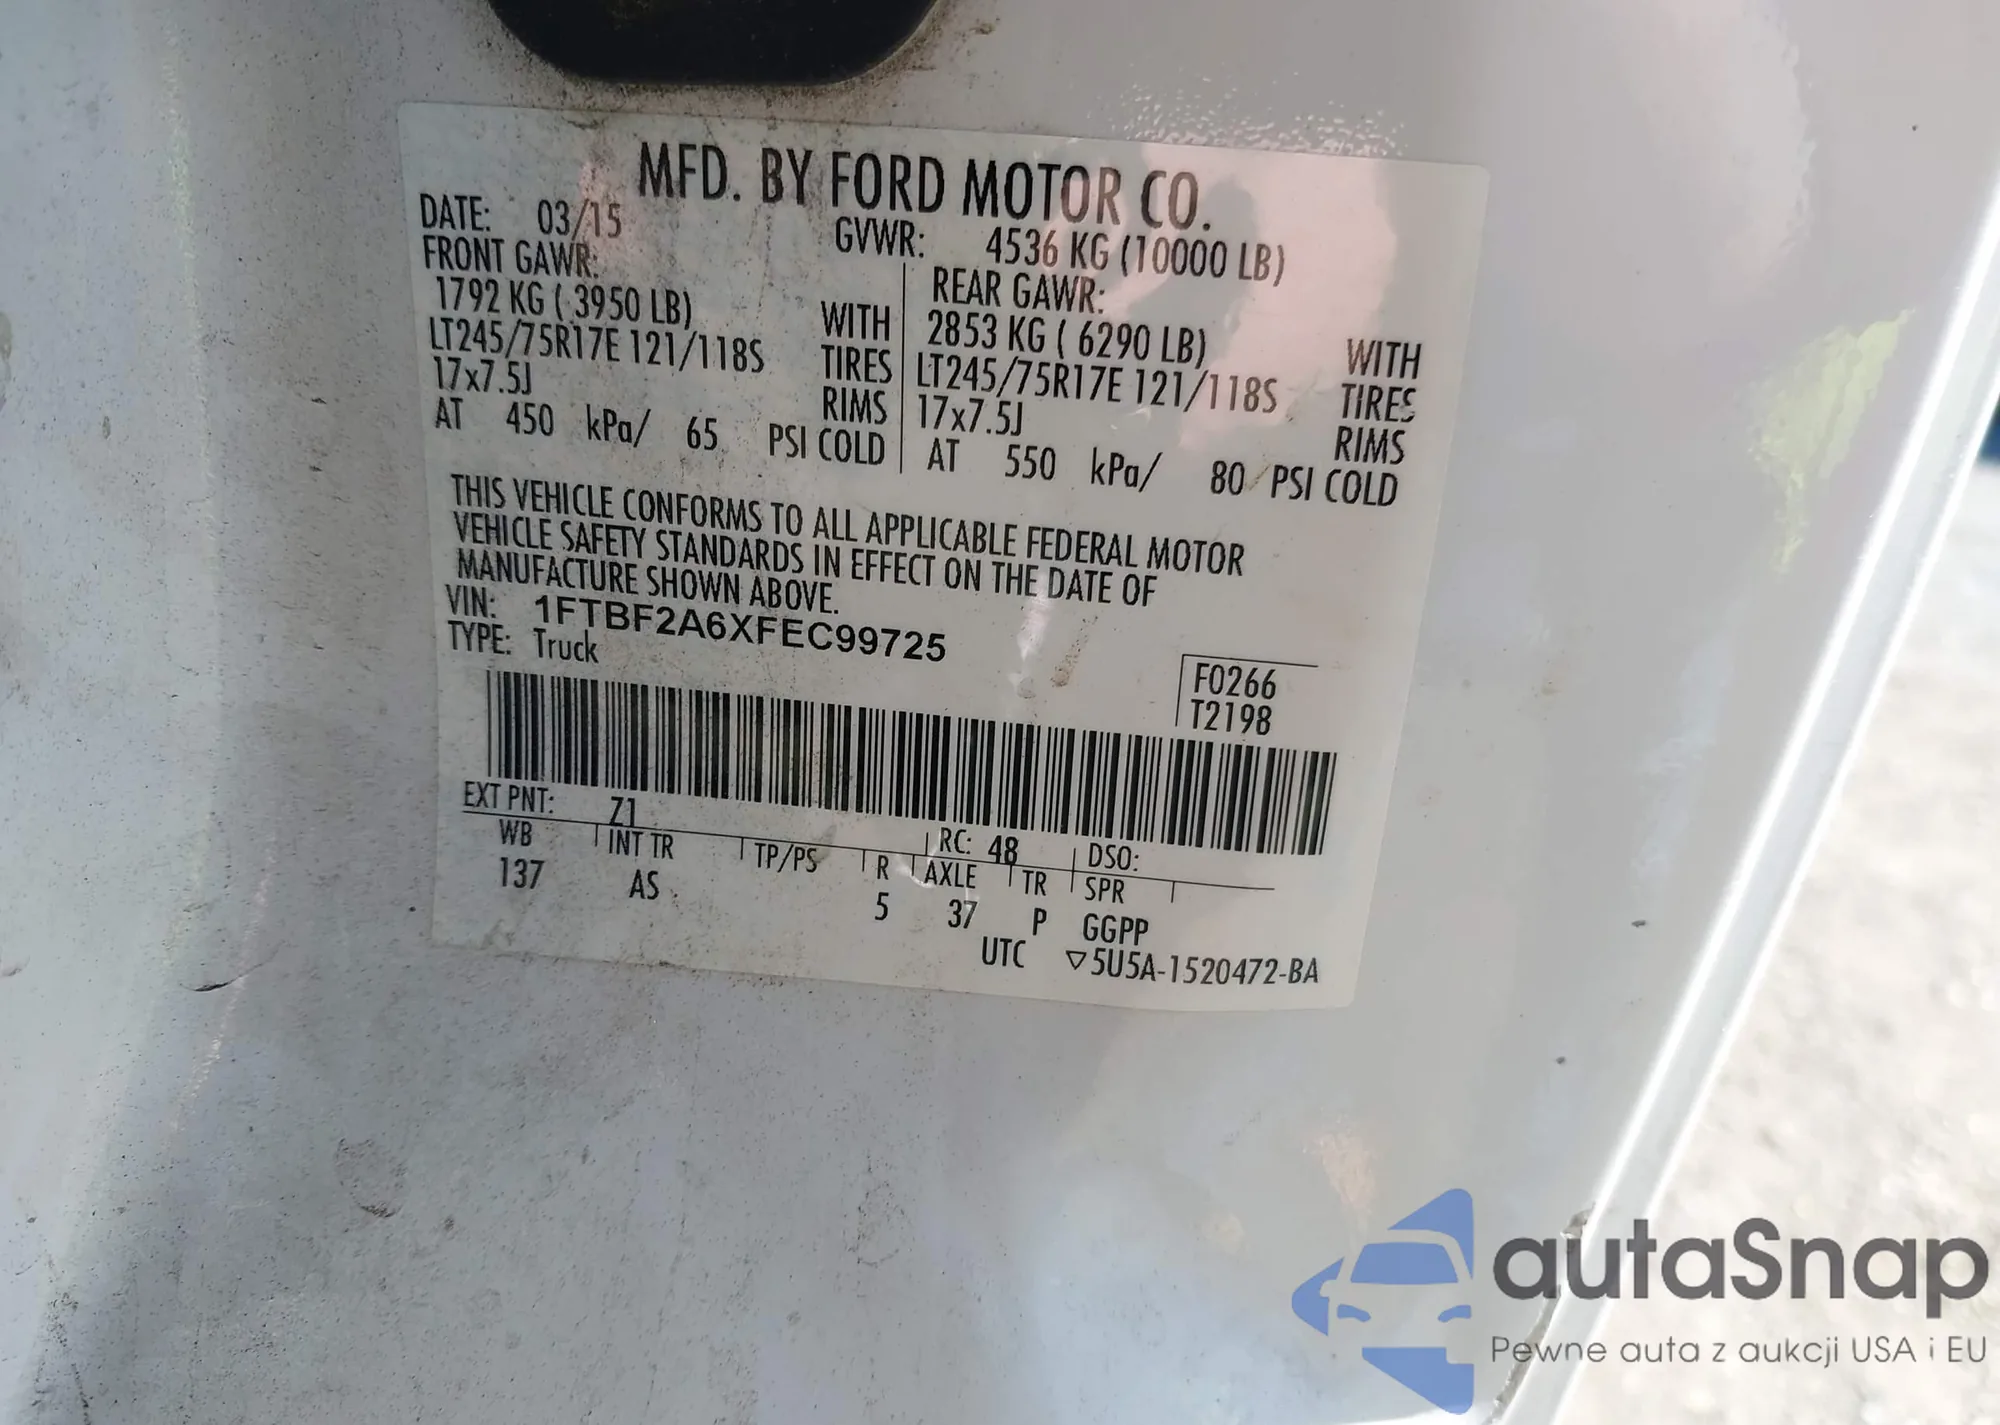 MFD. BY FORD MOTOR CO.
DATE: 03/15 GVWR: 4536 KG (10000 LB)
FRONT GAWR: REAR GAWR:
1792 KG ( 3950 LB) WITH 2853 KG ( 6290 LB) WITH
LT245/75R17E 121/118S TIRES LT245/75R17E 121/118S TIRES
17x7.5J RIMS 17x7.5J RIMS
AT 450 kPa/ 65 PSI COLD AT 550 kPa/ 80 PSI COLD
THIS VEHICLE CONFORMS TO ALL APPLICABLE FEDERAL MOTOR
VEHICLE SAFETY STANDARDS IN EFFECT ON THE DATE OF
MANUFACTURE SHOWN ABOVE.
VIN: 1FTBF2A6XFEC99725
TYPE: Truck
F0266
T2198
EXT PNT: Z1 RC: 48 DSO:
WB INT TR TP/PS R AXLE TR SPR
137 AS 5 37 P GGPP
UTC ▽5U5A-1520472-BA
autaSnap
Pewne auta z aukcji USA i EU